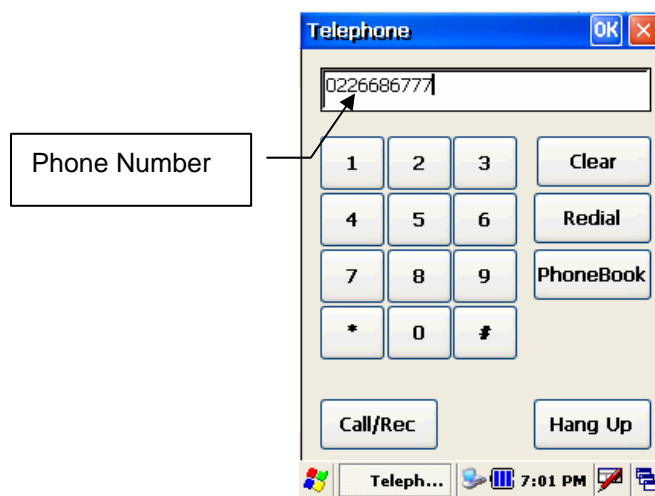 Telephone OK
0226686777
Phone Number
1 2 3 Clear
4 5 6 Redial
7 8 9 PhoneBook
* 0 #
Call/Rec Hang Up
Teleph... 7:01 PM